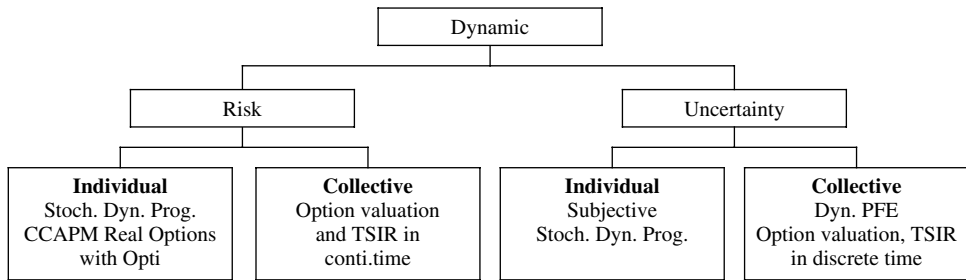 Dynamic
Risk
Uncertainty
Individual
Stoch. Dyn. Prog.
CCAPM Real Options
with Opti
Collective
Option valuation
and TSIR in
conti.time
Individual
Subjective
Stoch. Dyn. Prog.
Collective
Dyn. PFE
Option valuation, TSIR
in discrete time